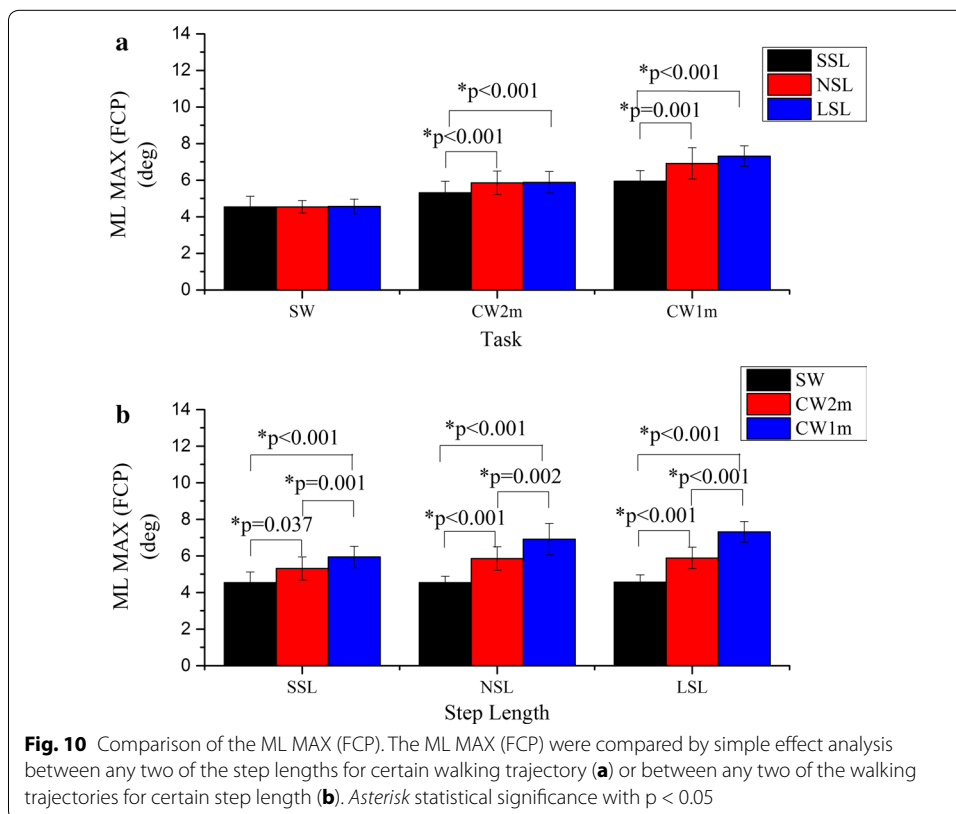 a
14
12
10
8
6
4
2
0
ML MAX (FCP)
(deg)
SSL
NSL
LSL
*p<0.001
*p<0.001
*p<0.001
*p=0.001
SW CW2m CW1m
Task
b
14
12
10
8
6
4
2
0
ML MAX (FCP)
(deg)
SW
CW2m
CW1m
*p<0.001
*p=0.001
*p=0.037
*p<0.001
*p=0.002
*p<0.001
*p<0.001
*p<0.001
*p<0.001
SSL NSL LSL
Step Length
Fig. 10 Comparison of the ML MAX (FCP). The ML MAX (FCP) were compared by simple effect analysis
between any two of the step lengths for certain walking trajectory (a) or between any two of the walking
trajectories for certain step length (b). Asterisk statistical significance with p < 0.05